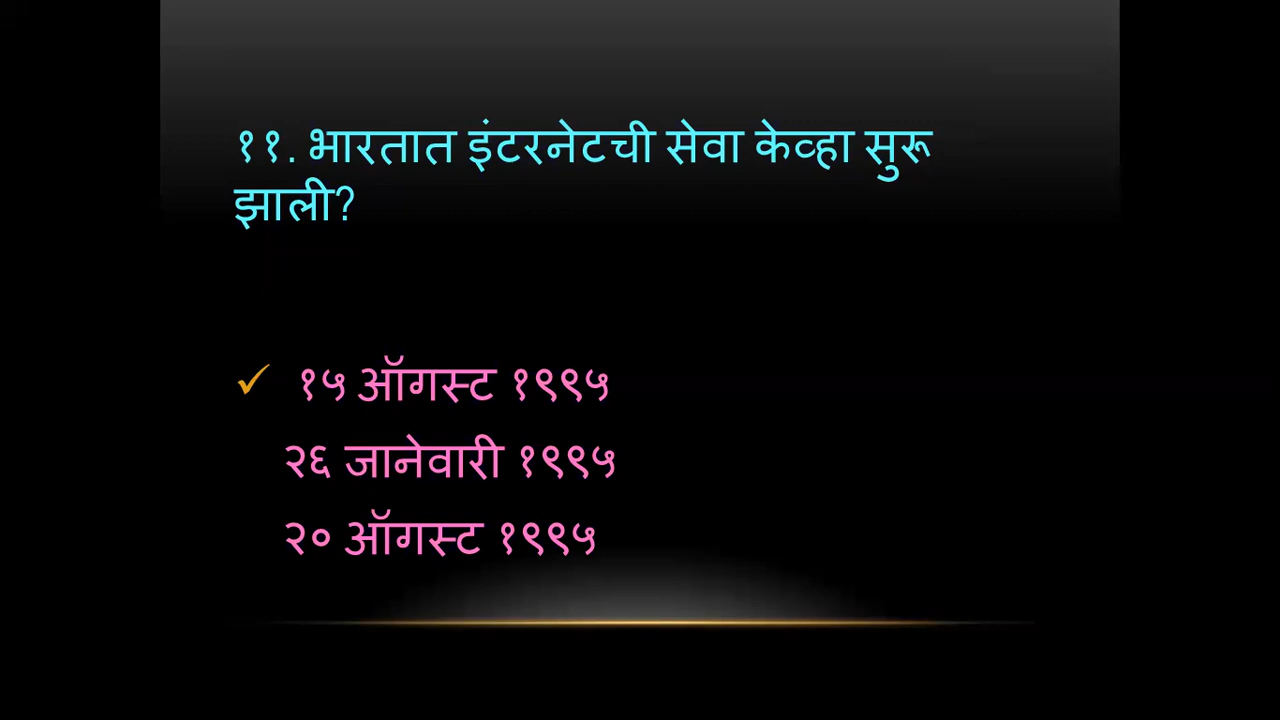 ११. भारतात इंटरनेटची सेवा केव्हा सुरू
झाली?
✓ १५ ऑगस्ट १९९५
२६ जानेवारी १९९५
२० ऑगस्ट १९९५